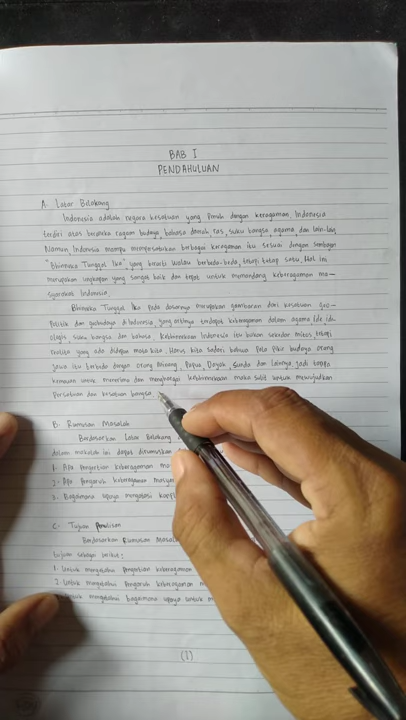 BAB I
PENDAHULUAN
A. Latar Belakang
Indonesia adalah negara kesatuan yang penuh dengan keragaman, Indonesia
terdiri atas beraneka ragam budaya, bahasa daerah, ras, suku bangsa agama, dan lain-lain,
Namun Indonesia mampu mempersatukan berbagai keragaman itu sesuai dengan semboyan
"Bhinneka Tunggal Ika" yang berarti walau berbeda-beda, tetapi tetap satu, Hal ini
merupakan ungkapan yang sangat baik dan tepat untuk memandang keberagaman ma-
syarakat Indonesia.
Bhinneka Tunggal Ika pada dasarnya merupakan gambaran dari kesatuan geo-
Politik dan di Indonesia, yang artinya terdapat keberagaman dalam agama, ide, ide-
ologis suku bangsa dan bahasa. Kebhinnekaan Indonesia itu bukan sekedar mitos, tetapi
realita yang ada didepan mata kita. Harus kita sadari bahwa Pola Pikir budaya orang
jawa itu berbeda dengan orang Minang, Papua, Dayak, Sunda dan lainnya, jadi tanpa
kemauan untuk menerima dan menghargai kebhinnekaan maka sulit untuk mewujudkan
Persatuan dan kesatuan bangsa.
B. Rumusan Masalah
Berdasarkan Latar Belakang
dalam makalah ini dapat dirumuskan
1. Apa Pengertian keberagaman ma
2. Apa Pengaruh keberagaman masyar
3. Bagaimana upaya mengatasi
C. Tujuan Penulisan
Berdasarkan Rumusan Masalah
tujuan sebagai berikut:
1. Untuk mengetahui Pengertian keberagaman
2. Untuk mengetahui Pengaruh keberagaman m
untuk mengetahui bagaimana upaya untuk m
(1)